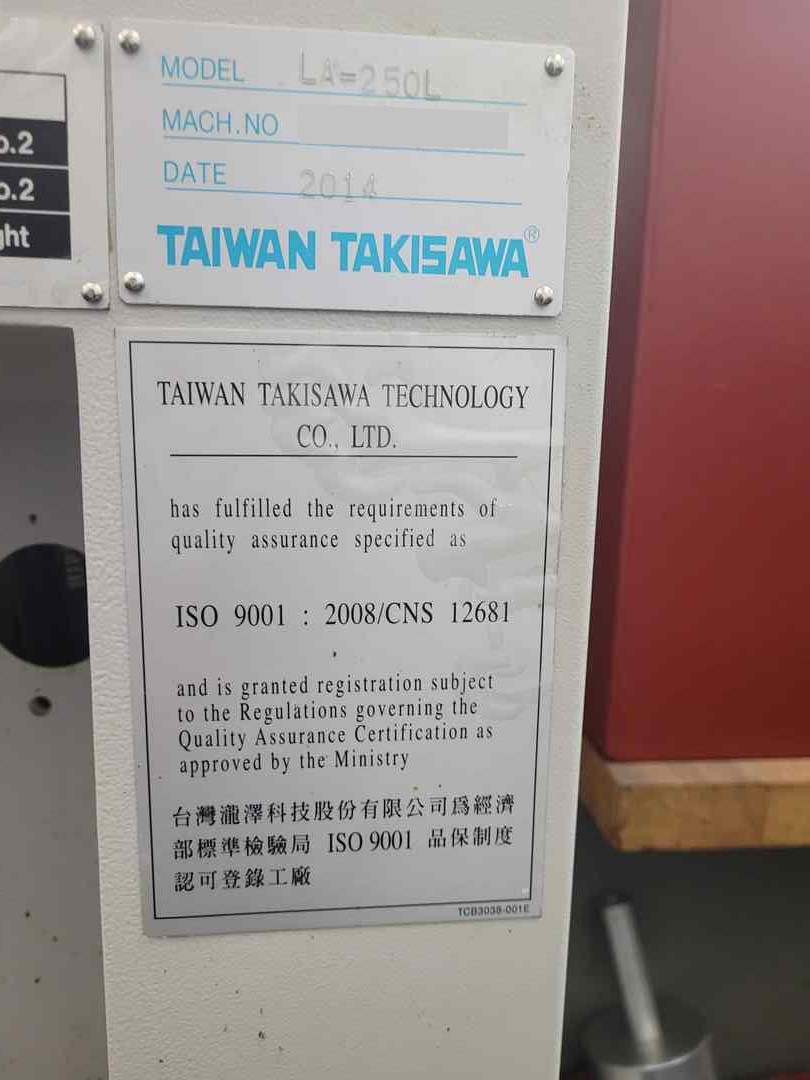 o.2
o.2
ght
MODEL LA-250L
MACH.NO
DATE 2014
TAIWAN TAKISAWA®
TAIWAN TAKISAWA TECHNOLOGY
CO., LTD.
has fulfilled the requirements of
quality assurance specified as
ISO 9001 : 2008/CNS 12681
and is granted registration subject
to the Regulations governing the
Quality Assurance Certification as
approved by the Ministry
台灣瀧澤科技股份有限公司爲經濟
部標準檢驗局 ISO 9001 品保制度
認可登錄工廠
TCB3038-001E